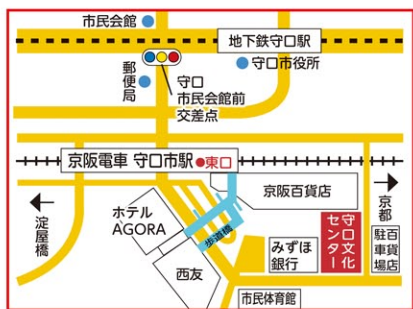 市民会館
地下鉄守口駅
守口市役所
郵便局
守口
市民会館前
交差点
京阪電車 守口市駅
東口
京阪百貨店
淀屋橋
京都
ホテル
AGORA
歩道橋
西友
みずほ
銀行
守口文化
センター
百貨店
駐車場
市民体育館